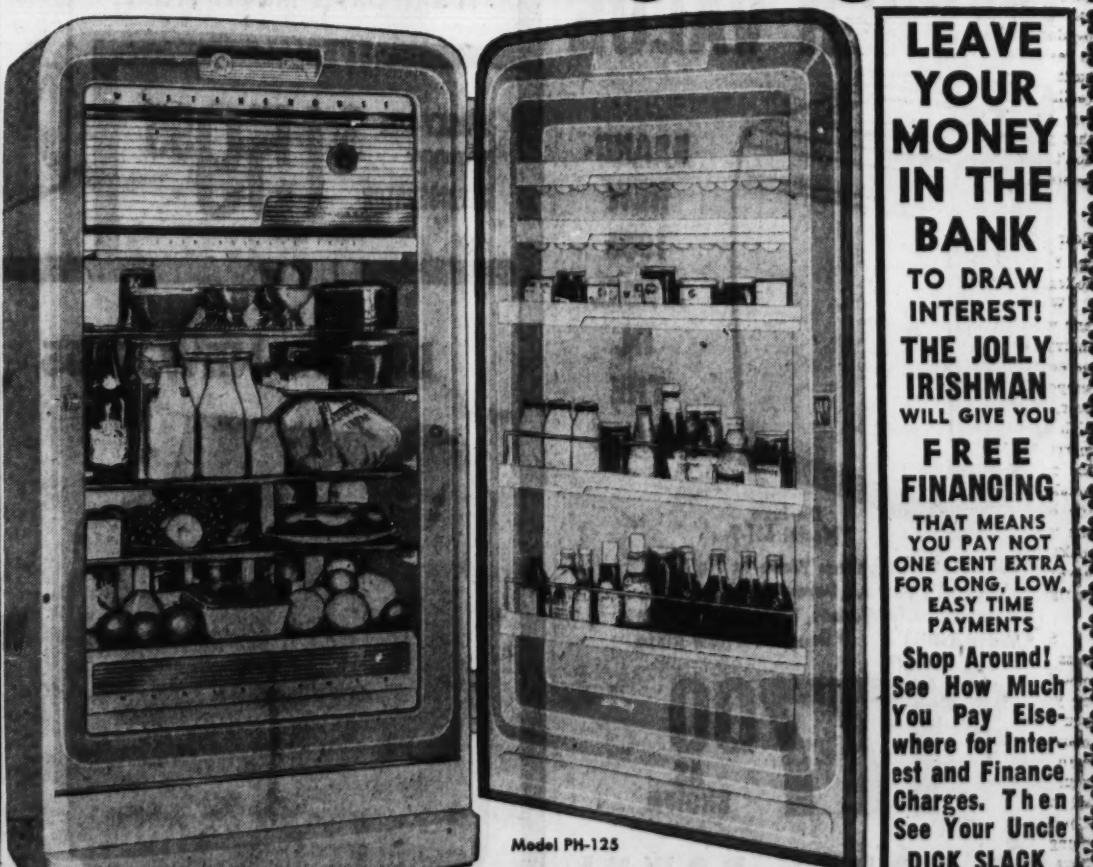 WESTINGHOUSE
Model PH-125
LEAVE
YOUR
MONEY
IN THE
BANK
TO DRAW
INTEREST!
THE JOLLY
IRISHMAN
WILL GIVE YOU
FREE
FINANCING
THAT MEANS
YOU PAY NOT
ONE CENT EXTRA
FOR LONG, LOW,
EASY TIME
PAYMENTS
Shop Around!
See How Much
You Pay Else-
where for Inter-
est and Finance
Charges. Then
See Your Uncle
DICK SLACK